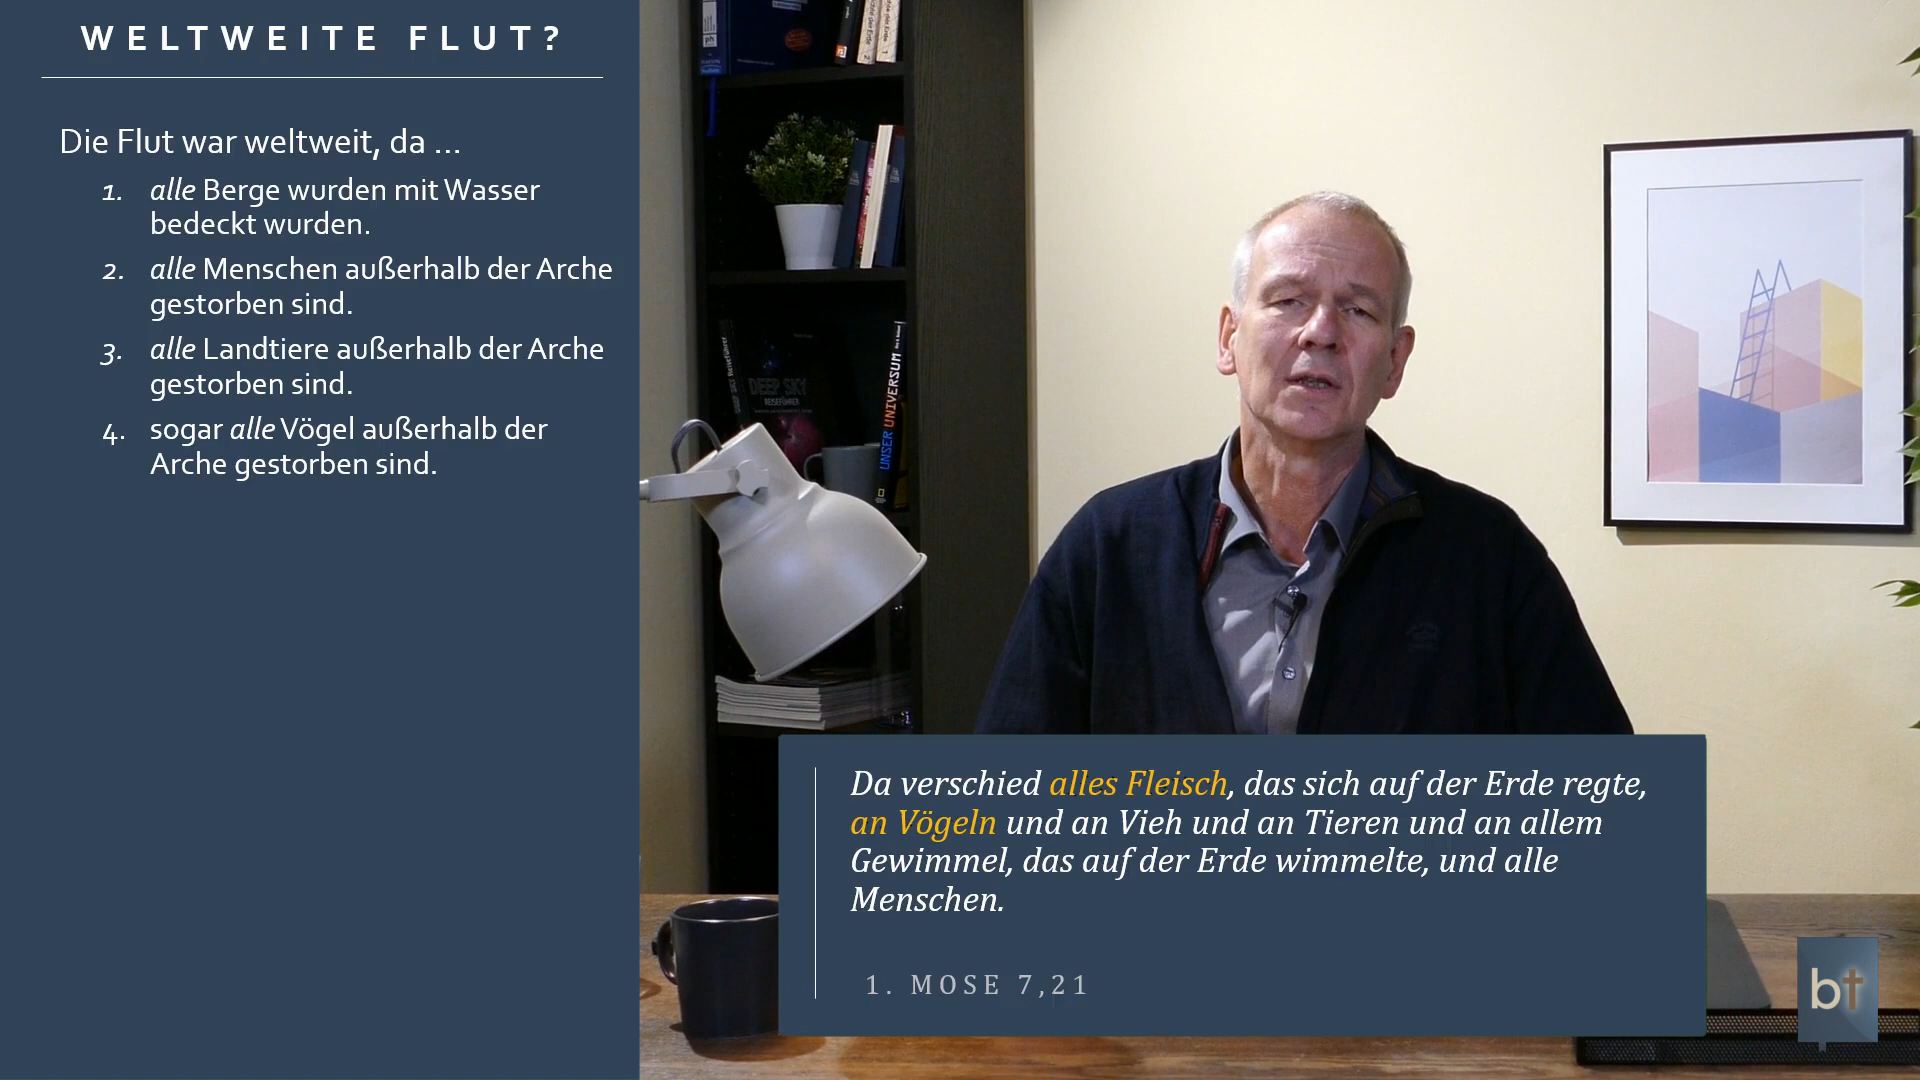 WELTWEITE FLUT?
Die Flut war weltweit, da ...
1. alle Berge wurden mit Wasser
bedeckt wurden.
2. alle Menschen außerhalb der Arche
gestorben sind.
3. alle Landtiere außerhalb der Arche
gestorben sind.
4. sogar alle Vögel außerhalb der
Arche gestorben sind.
DEEP SKY
REISEFÜHRER
UNSER UNIVERSUM
Da verschied alles Fleisch, das sich auf der Erde regte,
an Vögeln und an Vieh und an Tieren und an allem
Gewimmel, das auf der Erde wimmelte, und alle
Menschen.
1. MOSE 7,21
bt